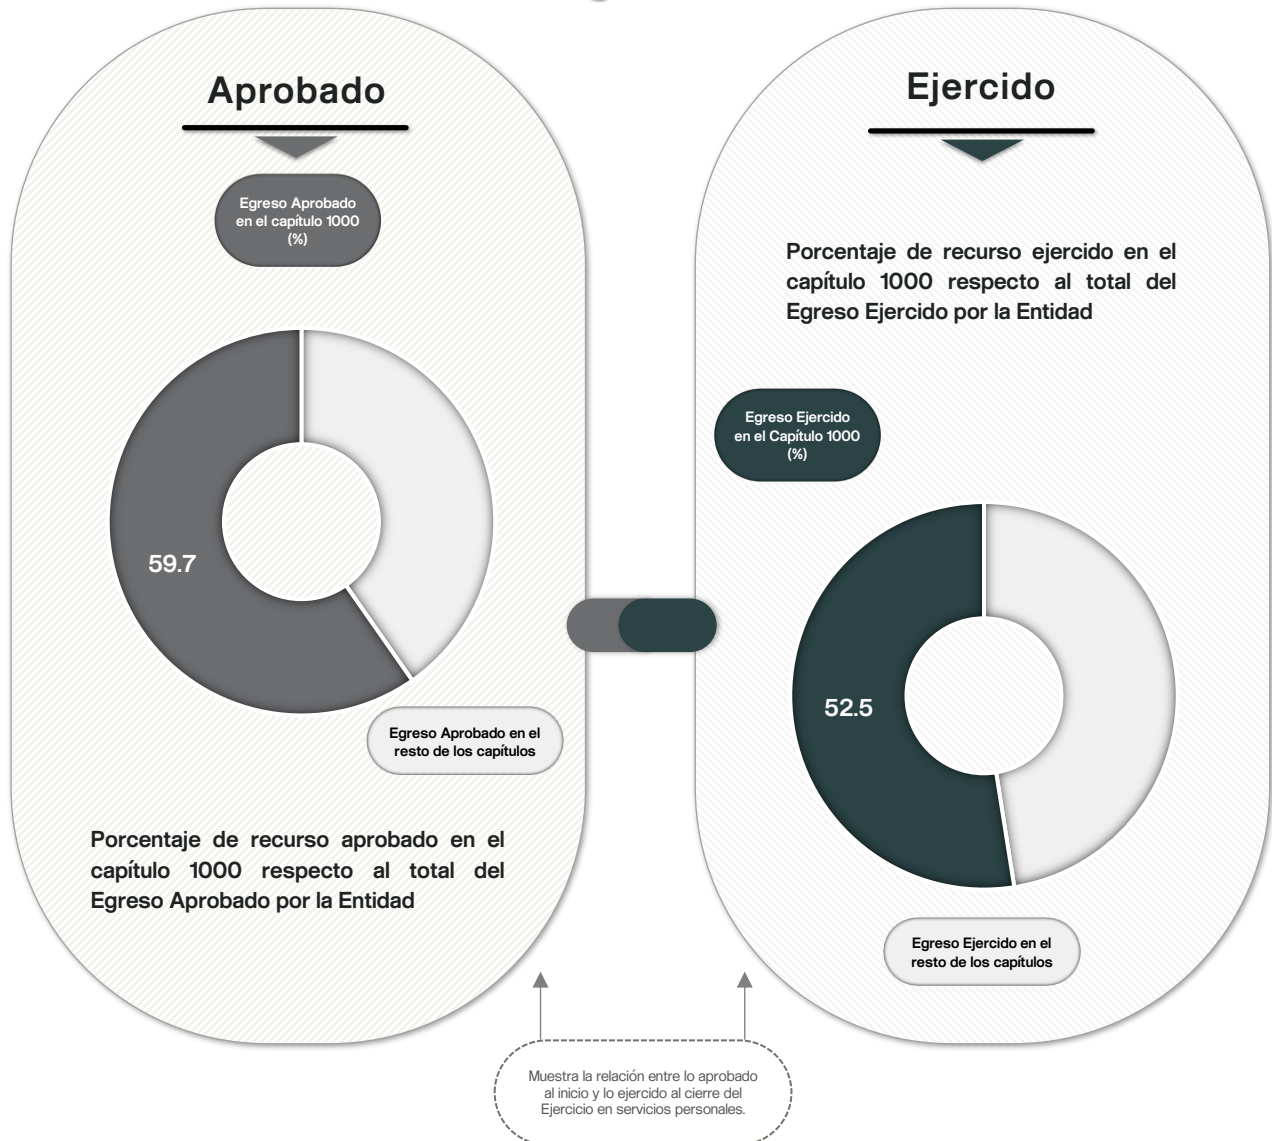 Aprobado
Egreso Aprobado
en el capítulo 1000
(%)
59.7
Egreso Aprobado en el
resto de los capítulos
Porcentaje de recurso aprobado en el
capítulo 1000 respecto al total del
Egreso Aprobado por la Entidad
Ejercido
Porcentaje de recurso ejercido en el
capítulo 1000 respecto al total del
Egreso Ejercido por la Entidad
Egreso Ejercido
en el Capítulo 1000
(%)
52.5
Egreso Ejercido en el
resto de los capítulos
Muestra la relación entre lo aprobado
al inicio y lo ejercido al cierre del
Ejercicio en servicios personales.